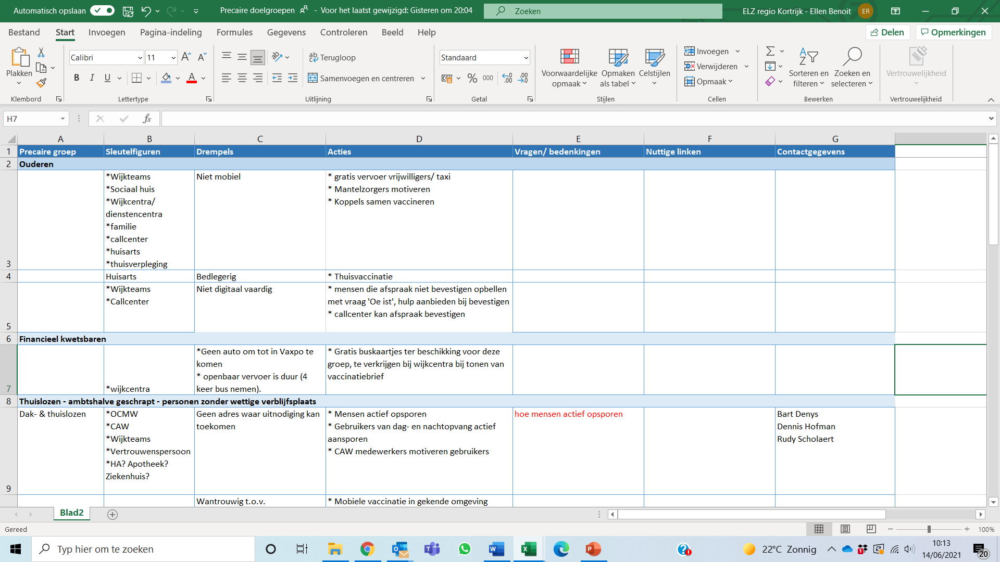 Automatisch opslaan
Precaire doelgroepen - Voor het laatst gewijzigd: Gisteren om 20:04
Zoeken
ELZ regio Kortrijk - Ellen Benoit ER
Bestand Start Invoegen Pagina-indeling Formules Gegevens Controleren Beeld Help
Delen Opmerkingen
Plakken
Klembord
Calibri 11
B I U
Lettertype
Terugloop
Samenvoegen en centreren
Uitlijning
Standaard
% 000
Getal
Voorwaardelijke opmaak
Opmaken als tabel
Celstijlen
Stijlen
Invoegen
Verwijderen
Opmaak
Cellen
Sorteren en filteren
Zoeken en selecteren
Bewerken
Vertrouwelijkheid
Vertrouwelijkheid
H7
fx
A B C D E F G
1 Precaire groep Sleutelfiguren Drempels Acties Vragen/ bedenkingen Nuttige linken Contactgegevens
2 Ouderen
*Wijkteams Niet mobiel * gratis vervoer vrijwilligers/ taxi
*Sociaal huis * Mantelzorgers motiveren
*Wijkcentra/ * Koppels samen vaccineren
dienstencentra
*familie
*callcenter
*huisarts
3 *thuisverpleging
4 Huisarts Bedlegerig * Thuisvaccinatie
*Wijkteams Niet digitaal vaardig * mensen die afspraak niet bevestigen opbellen
*Callcenter met vraag 'Oe ist', hulp aanbieden bij bevestigen
* callcenter kan afspraak bevestigen
5
6 Financieel kwetsbaren
*Geen auto om tot in Vaxpo te * Gratis buskaartjes ter beschikking voor deze
komen groep, te verkrijgen bij wijkcentra bij tonen van
* openbaar vervoer is duur (4 vaccinatiebrief
7 *wijkcentra keer bus nemen).
8 Thuislozen - ambtshalve geschrapt - personen zonder wettige verblijfsplaats
Dak- & thuislozen *OCMW Geen adres waar uitnodiging kan * Mensen actief opsporen hoe mensen actief opsporen Bart Denys
*CAW toekomen * Gebruikers van dag- en nachtopvang actief Dennis Hofman
*Wijkteams aansporen Rudy Scholaert
*Vertrouwenspersoon * CAW medewerkers motiveren gebruikers
*HA? Apotheek?
Ziekenhuis?
9
Wantrouwig t.o.v. * Mobiele vaccinatie in gekende omgeving
Blad2
Gereed
100%
Typ hier om te zoeken
22°C Zonnig
10:13
14/06/2021
20